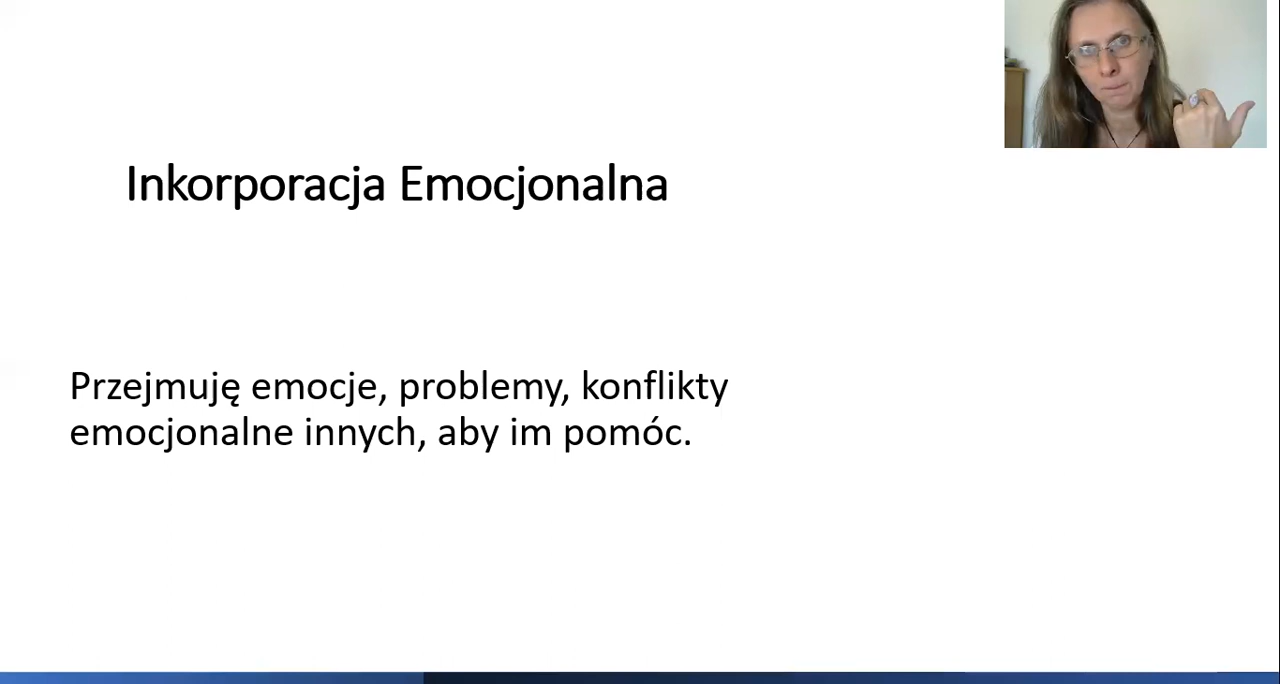 Inkorporacja Emocjonalna
Przejmuję emocje, problemy, konflikty
emocjonalne innych, aby im pomóc.